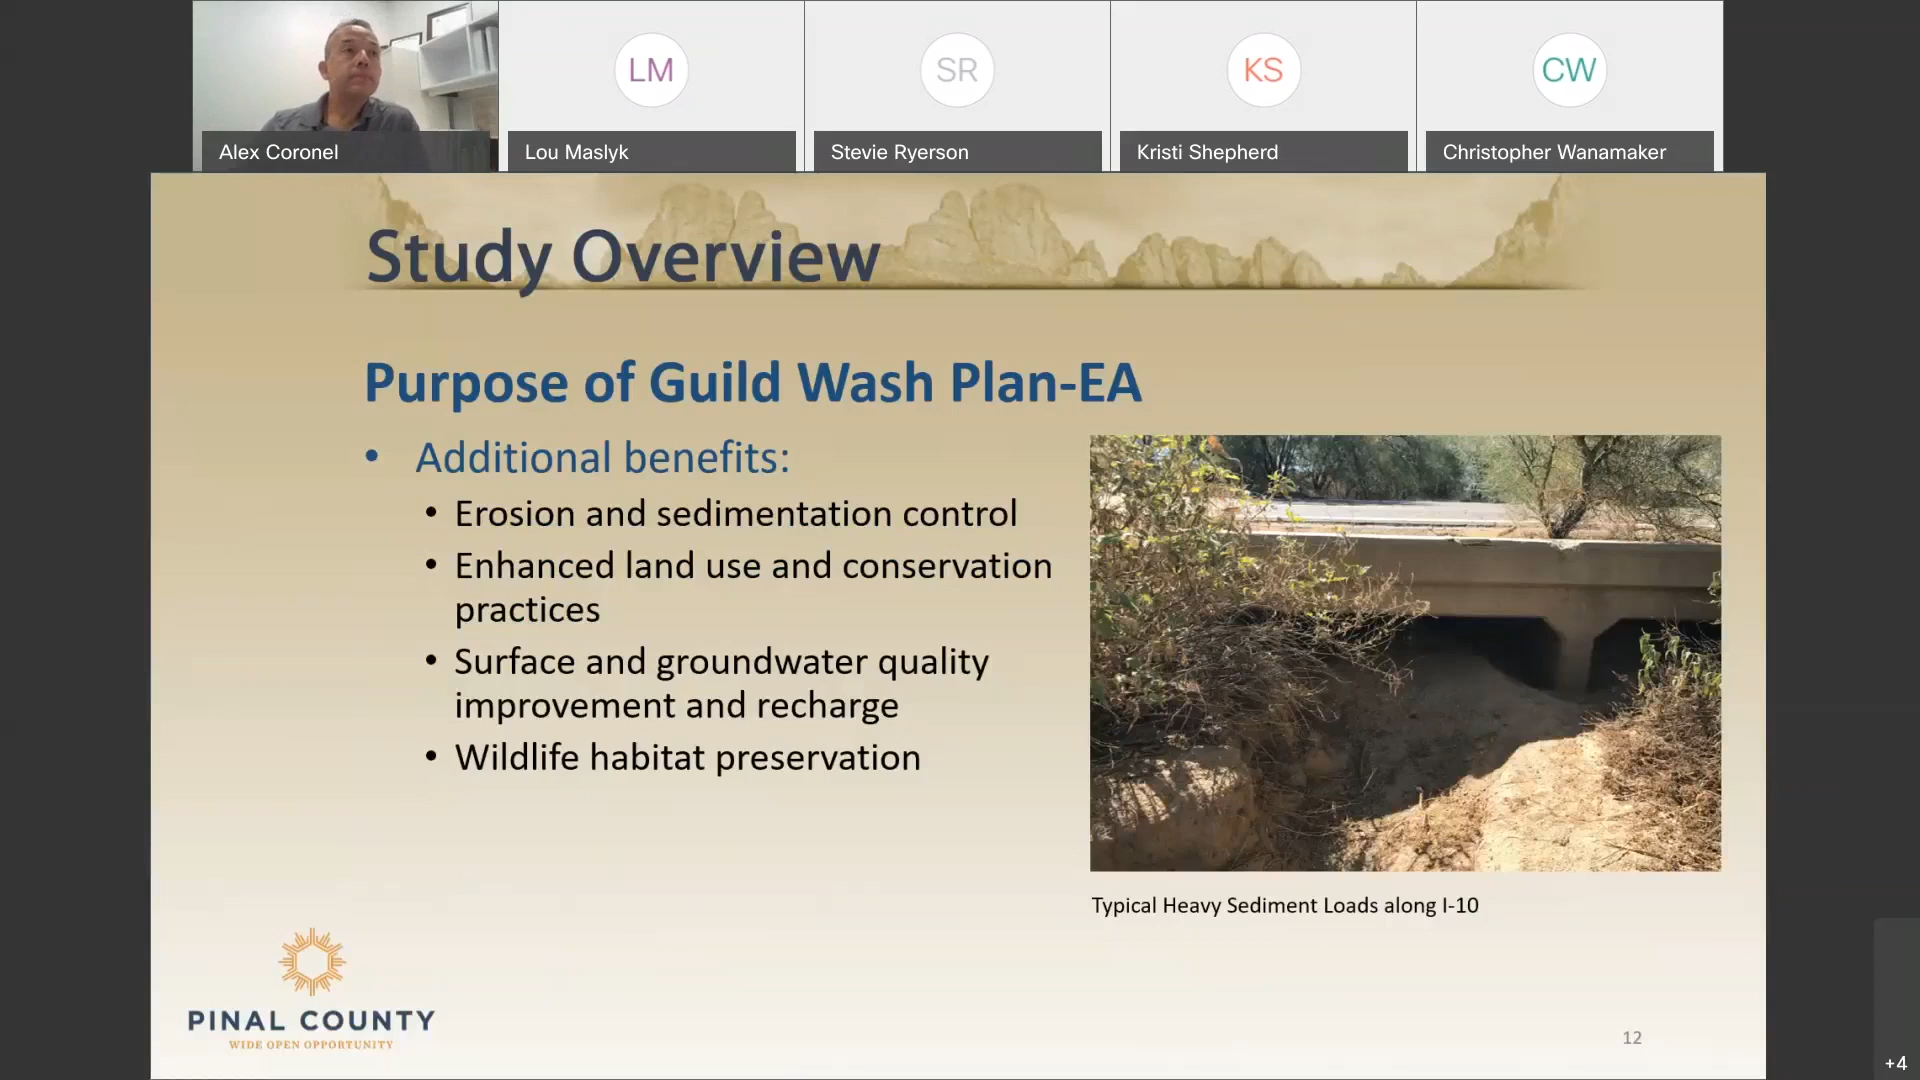 LM
SR
KS
CW
Alex Coronel
Lou Maslyk
Stevie Ryerson
Kristi Shepherd
Christopher Wanamaker
Study Overview
Purpose of Guild Wash Plan-EA
• Additional benefits:
• Erosion and sedimentation control
• Enhanced land use and conservation
practices
• Surface and groundwater quality
improvement and recharge
• Wildlife habitat preservation
Typical Heavy Sediment Loads along I-10
PINAL COUNTY
WIDE OPEN OPPORTUNITY
12
+4